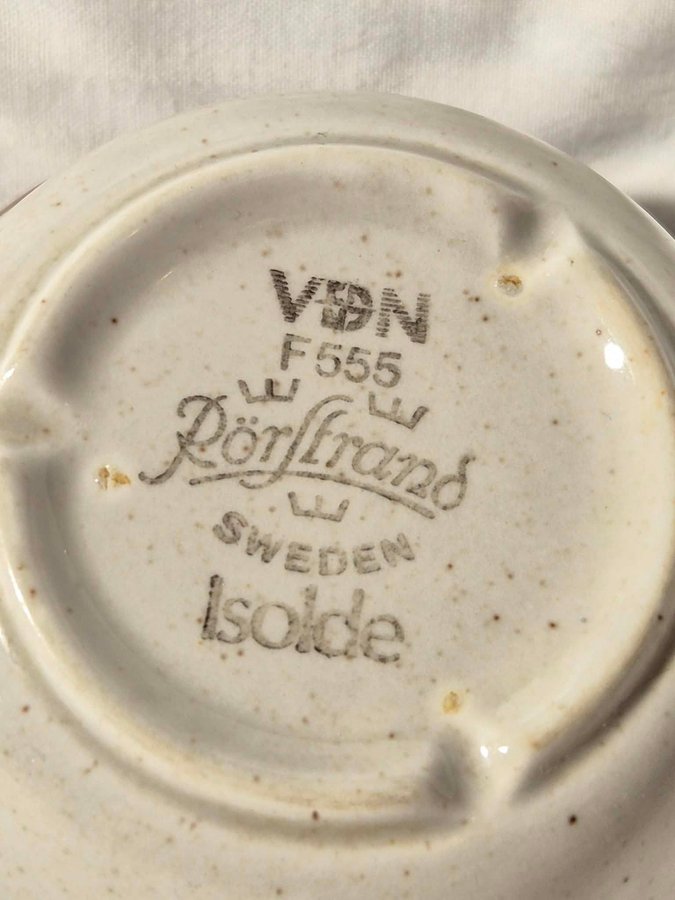 VDN
F555
Rörstrand
SWEDEN
Isolde